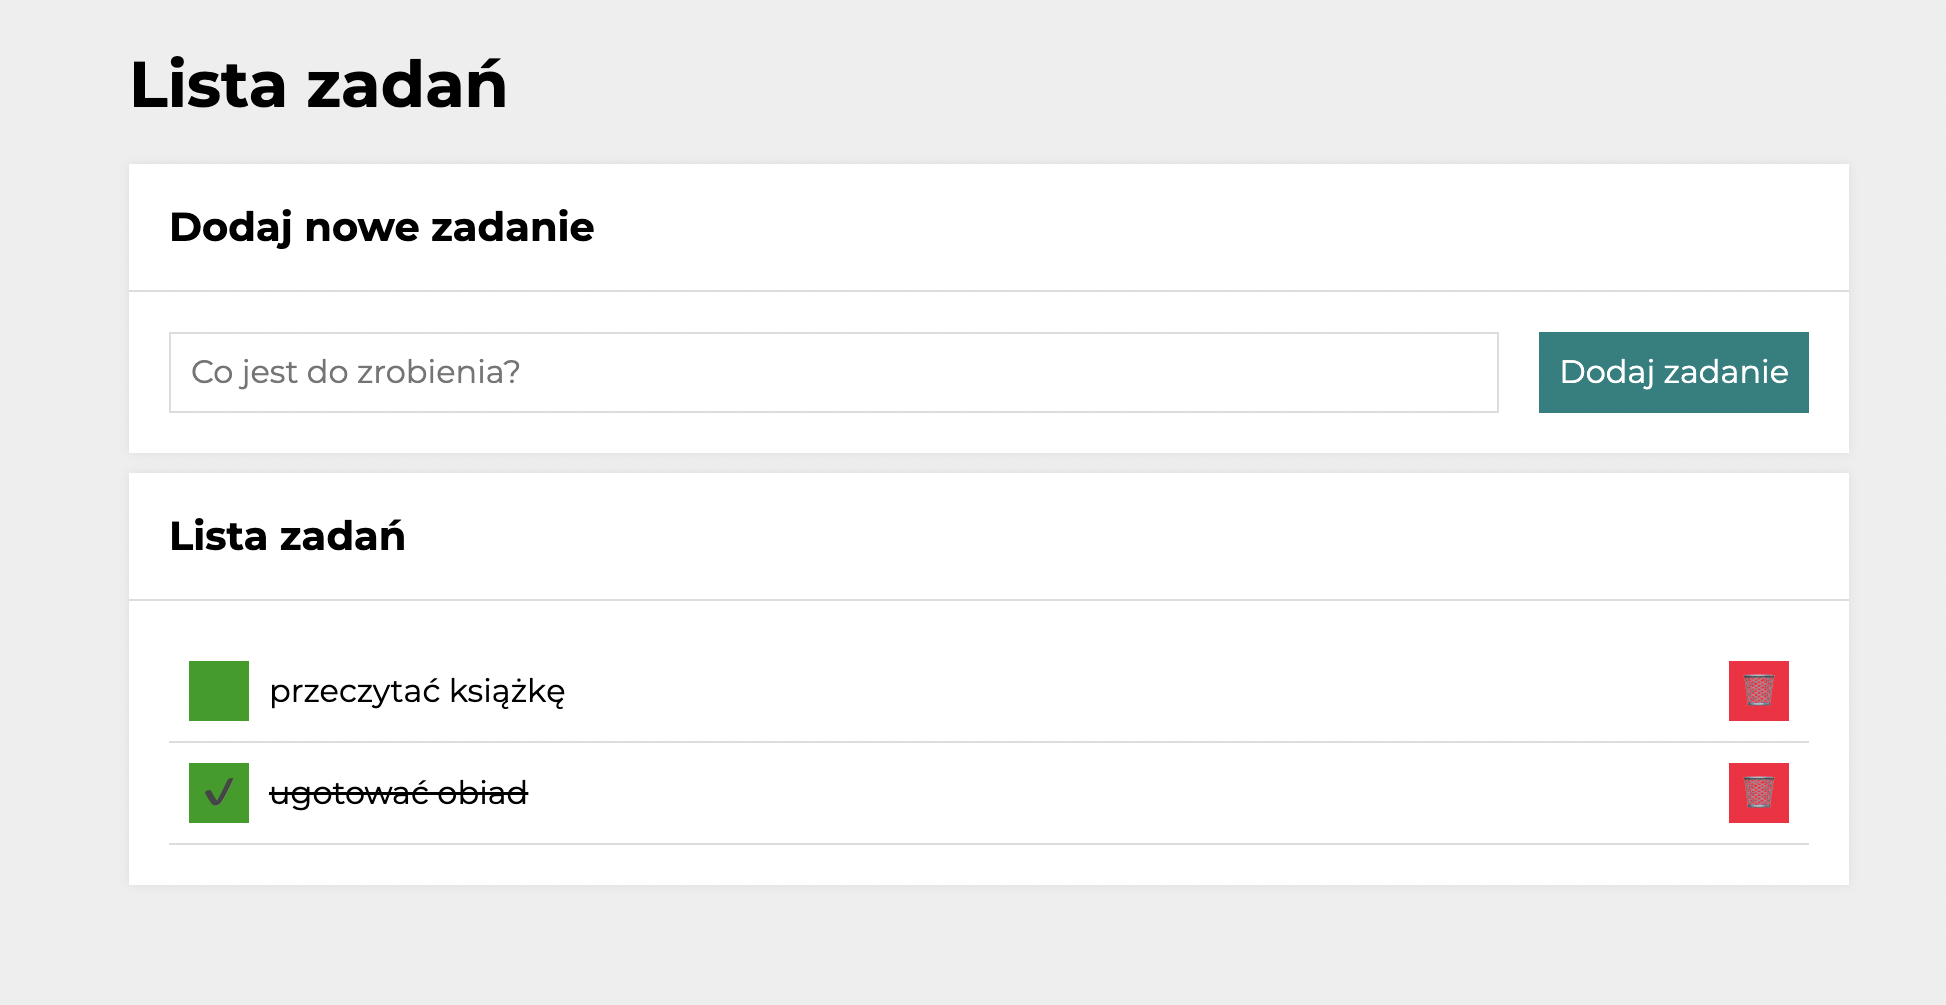 Lista zadań
Dodaj nowe zadanie
Co jest do zrobienia?
Dodaj zadanie
Lista zadań
przeczytać książkę
ugotować obiad